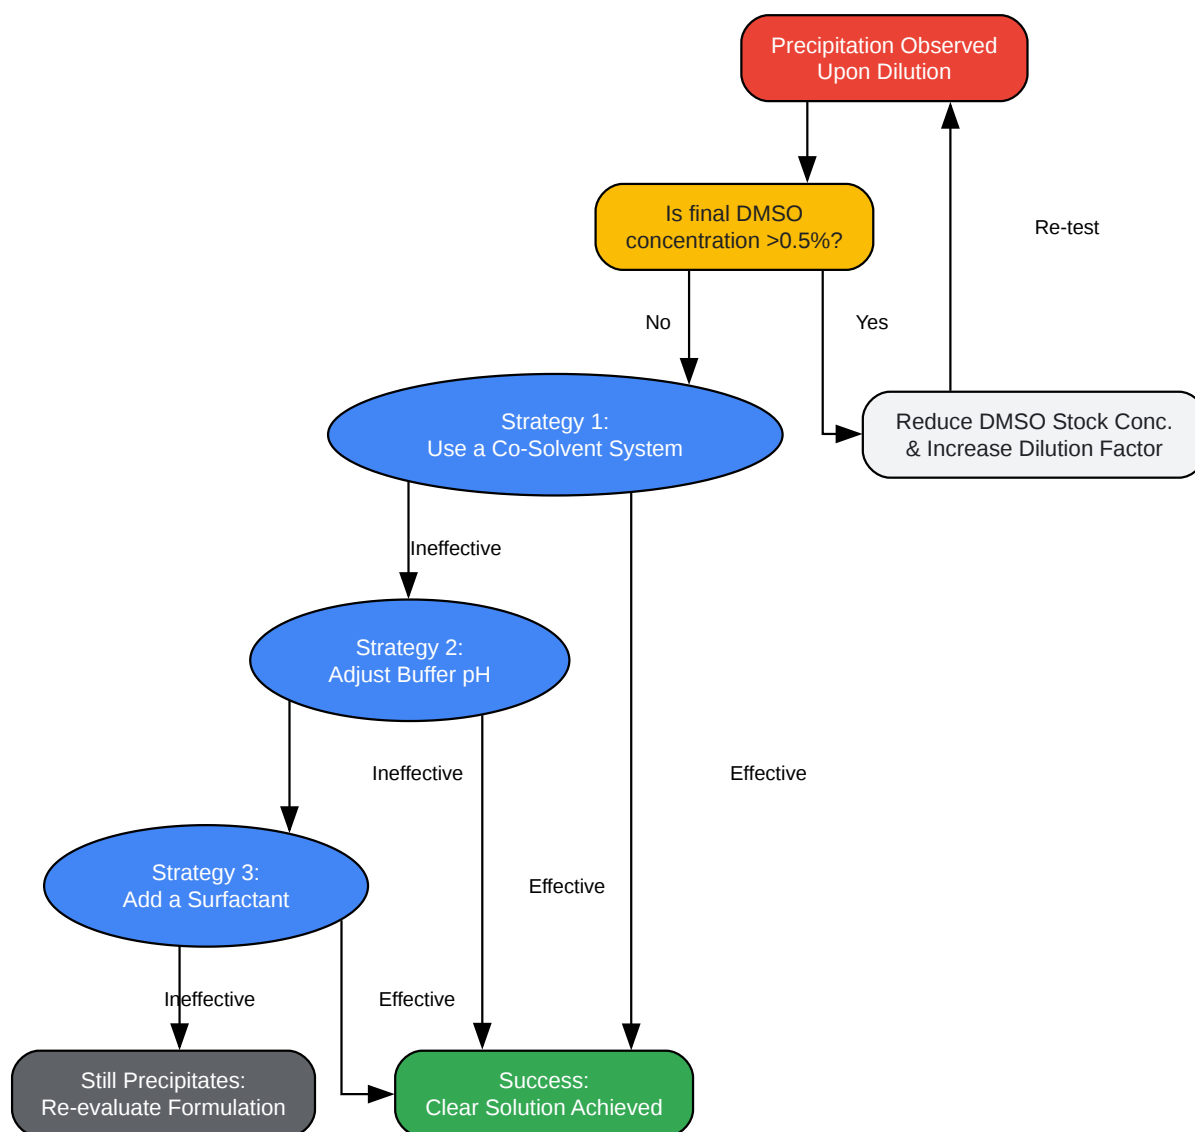 Precipitation Observed
Upon Dilution
Is final DMSO
concentration >0.5%?
Re-test
No
Yes
Strategy 1:
Use a Co-Solvent System
Reduce DMSO Stock Conc.
& Increase Dilution Factor
Ineffective
Strategy 2:
Adjust Buffer pH
Ineffective
Effective
Strategy 3:
Add a Surfactant
Effective
Ineffective
Effective
Still Precipitates:
Re-evaluate Formulation
Success:
Clear Solution Achieved